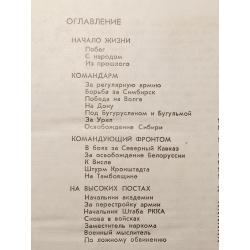 ОГЛАВЛЕНИЕ
НАЧАЛО ЖИЗНИ
Побег
С народом
Из прошлого
КОМАНДАРМ
За регулярную армию
Борьба за Симбирск
Победа на Волге
На Дону
Под Бугурусланом и Бугульмой
За Урал
Освобождение Сибири
КОМАНДУЮЩИЙ ФРОНТОМ
В боях за Северный Кавказ
За освобождение Белоруссии
К Висле
Штурм Кронштадта
На Тамбовщине
НА ВЫСОКИХ ПОСТАХ
Начальник академии
За перестройку армии
Начальник Штаба РККА
Снова в войсках
Заместитель наркома
Военный мыслитель
По ложному обвинению